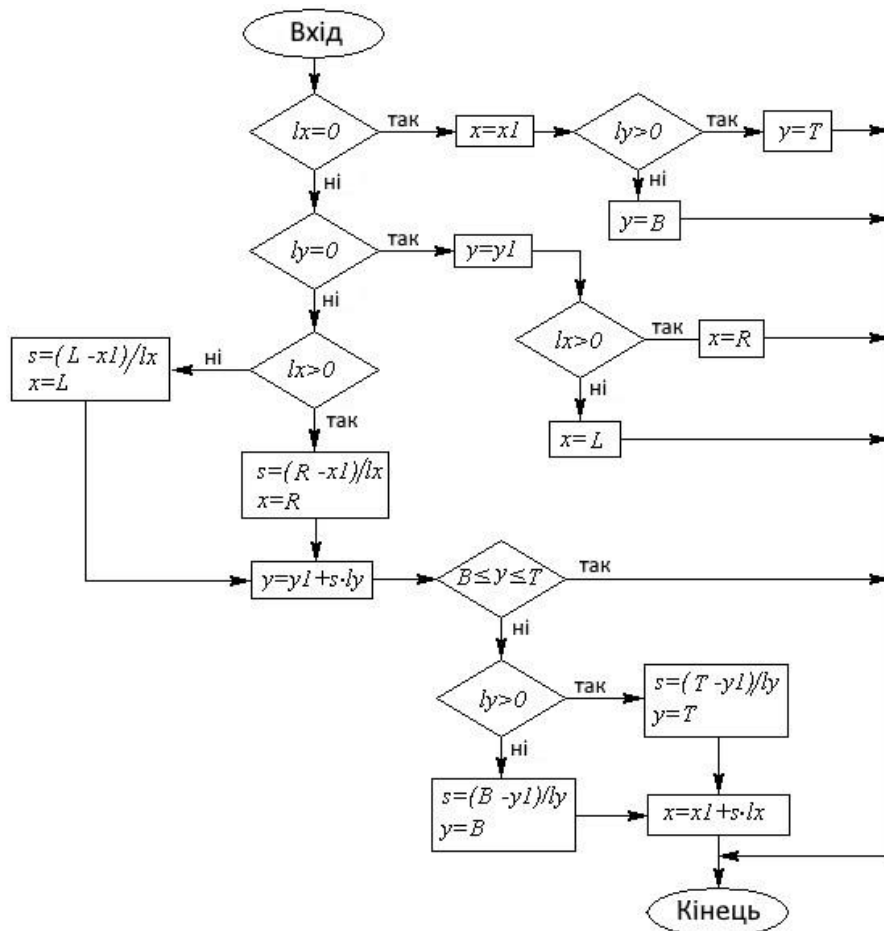 Вхід
lx=0
так
x=x1
ly>0
так
y=T
ні
ні
y=B
ly=0
так
y=y1
ні
lx>0
так
x=R
s=(L -x1)/lx
x=L
ні
lx>0
ні
так
x=L
s=(R -x1)/lx
x=R
y=y1+s·ly
B≤y≤T
так
ні
ly>0
так
s=(T -y1)/ly
y=T
ні
s=(B -y1)/ly
y=B
x=x1+s·lx
Кінець